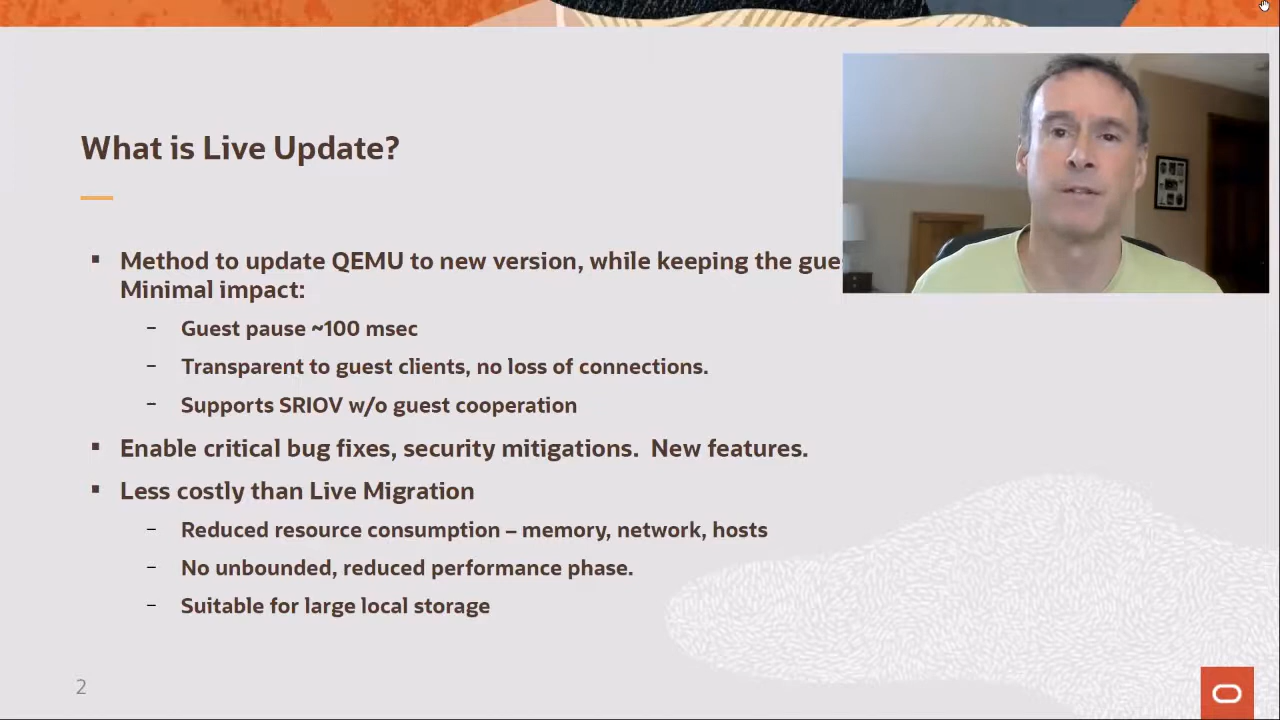 What is Live Update?
▪ Method to update QEMU to new version, while keeping the
Minimal impact:
– Guest pause ~100 msec
– Transparent to guest clients, no loss of connections.
– Supports SRIOV w/o guest cooperation
▪ Enable critical bug fixes, security mitigations.  New features.
▪ Less costly than Live Migration
– Reduced resource consumption – memory, network, hosts
– No unbounded, reduced performance phase.
– Suitable for large local storage
2